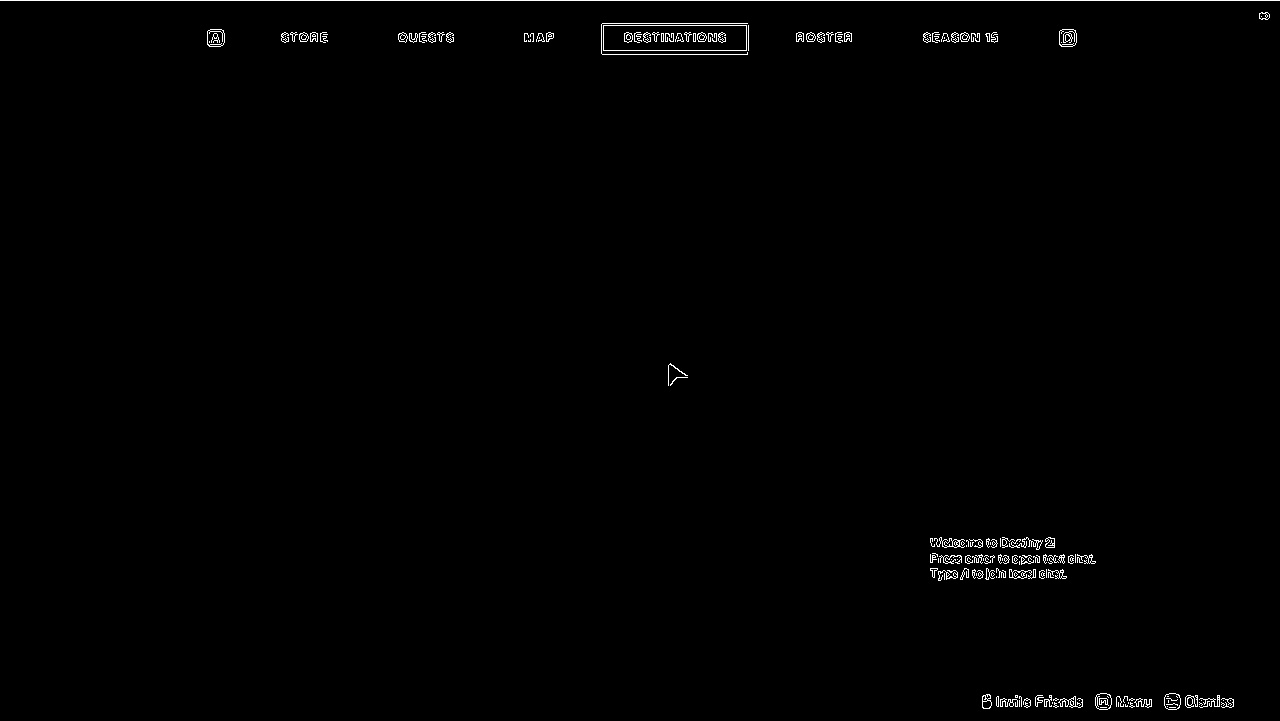 A STORE QUESTS MAP DESTINATIONS ROSTER SEASON 15 D
Welcome to Destiny 2!
Press enter to open text chat.
Type /l to join local chat.
Invite Friends Menu Dismiss